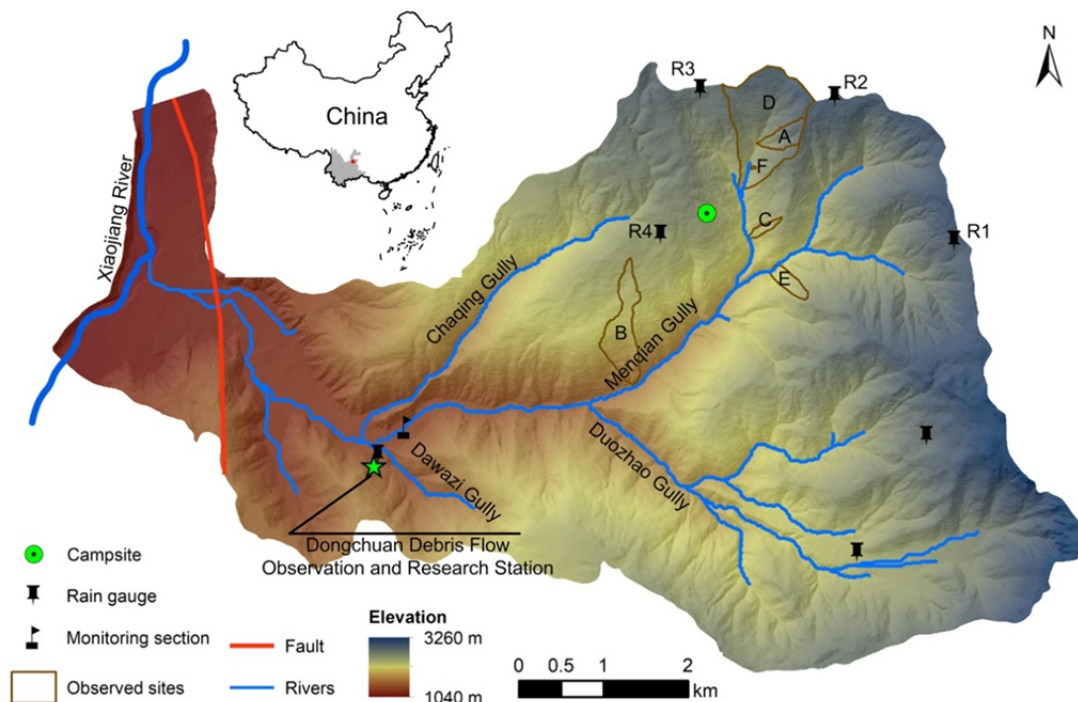 N
China
R3
R2
D
A
F
C
R4
R1
E
B
Xiaojiang River
Chaqing Gully
Menqian Gully
Duozhao Gully
Dawazi Gully
Dongchuan Debris Flow
Observation and Research Station
Campsite
Rain gauge
Monitoring section
Observed sites
Fault
Rivers
Elevation
3260 m
1040 m
0 0.5 1 2
km